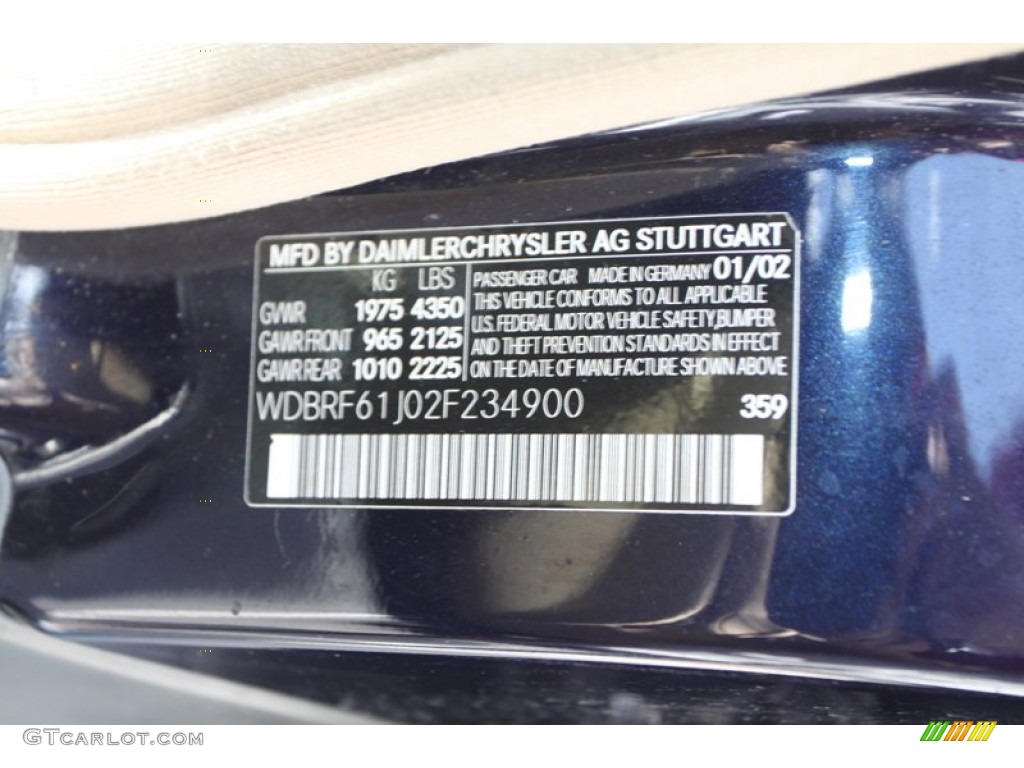 MFD BY DAIMLERCHRYSLER AG STUTTGART
KG LBS
GVWR 1975 4350
GAWR FRONT 965 2125
GAWR REAR 1010 2225
PASSENGER CAR MADE IN GERMANY 01/02
THIS VEHICLE CONFORMS TO ALL APPLICABLE
U.S. FEDERAL MOTOR VEHICLE SAFETY, BUMPER
AND THEFT PREVENTION STANDARDS IN EFFECT
ON THE DATE OF MANUFACTURE SHOWN ABOVE
WDBRF61J02F234900 359
GTCarlot.com